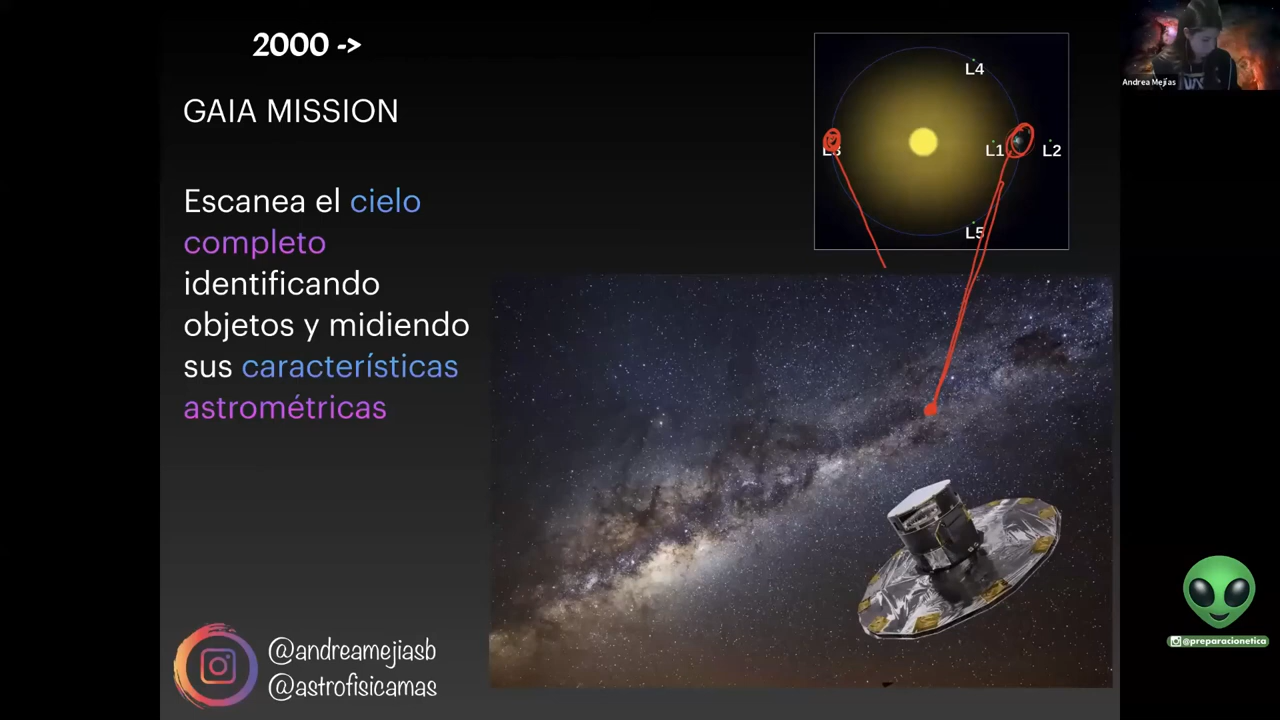 2000 ->
GAIA MISSION
Escanea el cielo
completo
identificando
objetos y midiendo
sus características
astrométricas
L4
L3
L1
L2
L5
Andrea Mejías
@andreamejiasb
@astrofisicamas
@preparacionetica